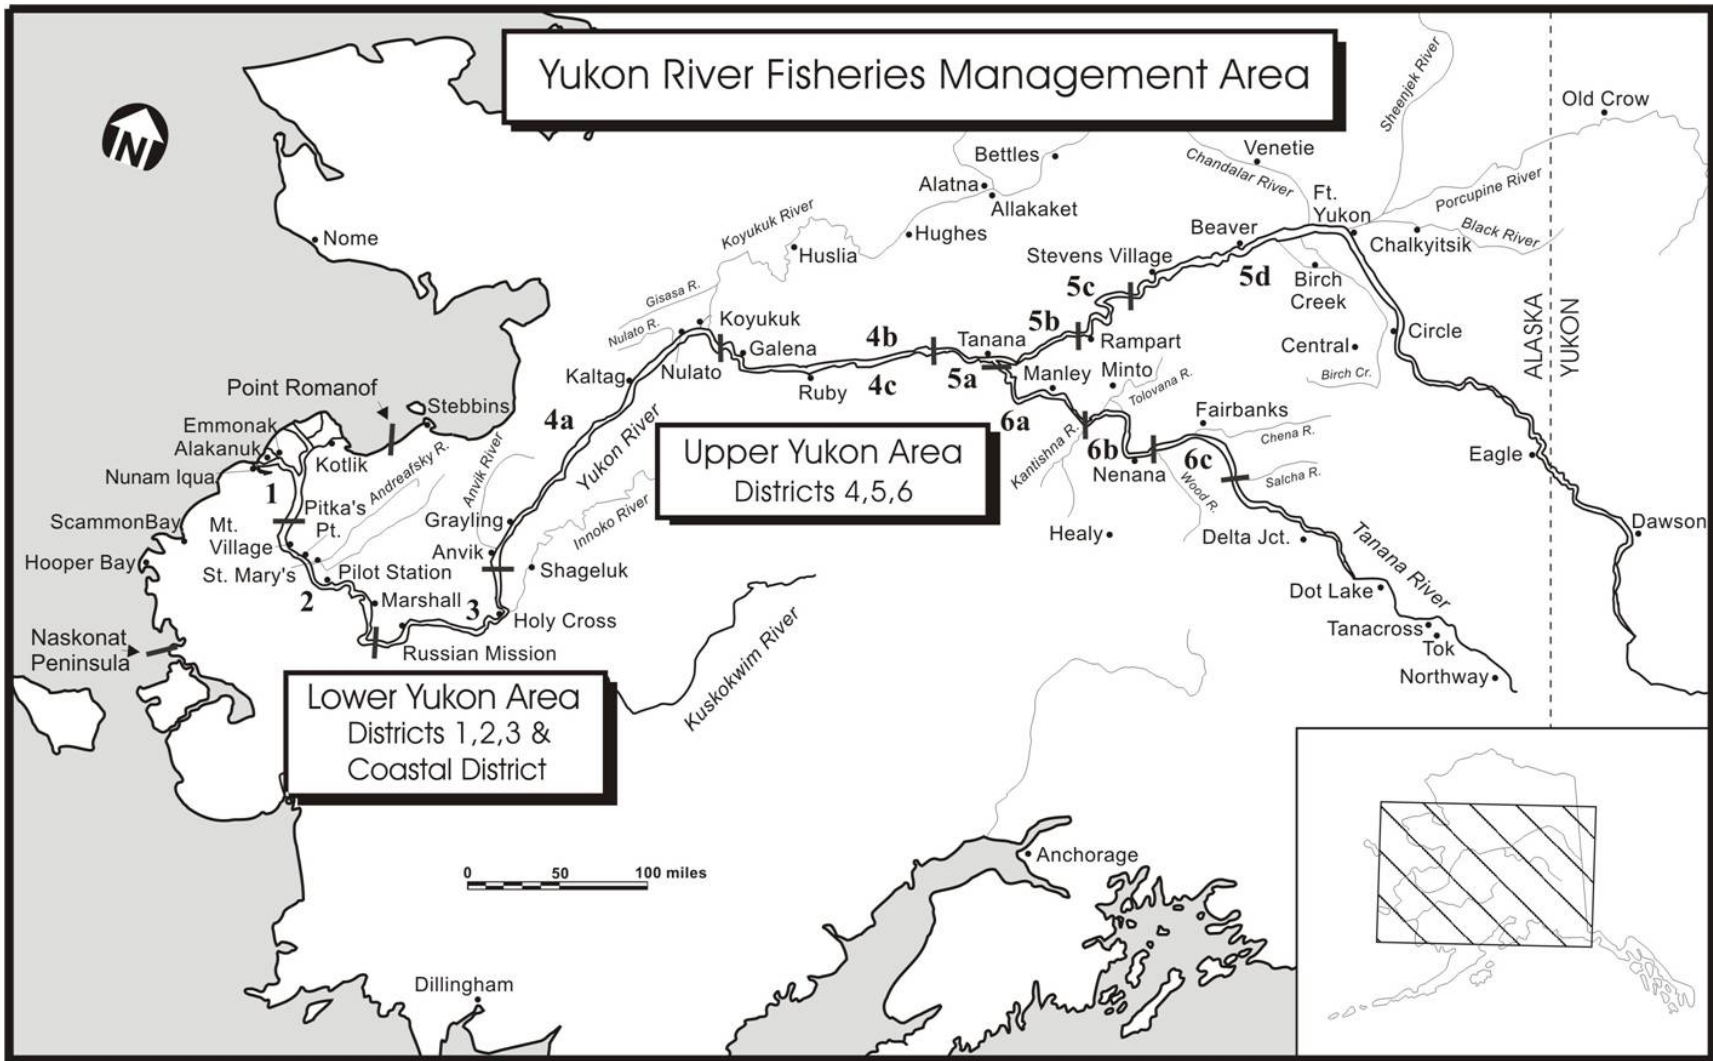 Yukon River Fisheries Management Area
N
Nome
Bettles
Alatna
Allakaket
Koyukuk River
Huslia
Hughes
Chandalar River
Venetie
Sheenjek River
Old Crow
Porcupine River
Ft.
Yukon
Black River
Chalkyitsik
Beaver
Stevens Village
5d
Birch
Creek
5c
Gisasa R.
Nulato R.
Koyukuk
Galena
4b
Tanana
5b
Rampart
Circle
Central
Birch Cr.
ALASKA
YUKON
Kaltag
Nulato
Ruby
4c
5a
Manley
Minto
Tolovana R.
Point Romanof
Stebbins
4a
Yukon River
6a
Fairbanks
Chena R.
Emmonak
Alakanuk
Nunam Iqua
Kotlik
Andreafsky R.
Anvik River
Upper Yukon Area
Districts 4,5,6
Kantishna R.
6b
Nenana
6c
Wood R.
Salcha R.
Eagle
1
Pitka's
Pt.
Grayling
Innoko River
ScammonBay
Mt.
Village
Hooper Bay
St. Mary's
Anvik
Shageluk
Healy
Delta Jct.
Tanana River
Dawson
Pilot Station
2
Marshall
3
Holy Cross
Dot Lake
Naskonat
Peninsula
Russian Mission
Kuskokwim River
Tanacross
Tok
Northway
Lower Yukon Area
Districts 1,2,3 &
Coastal District
0 50 100 miles
Anchorage
Dillingham